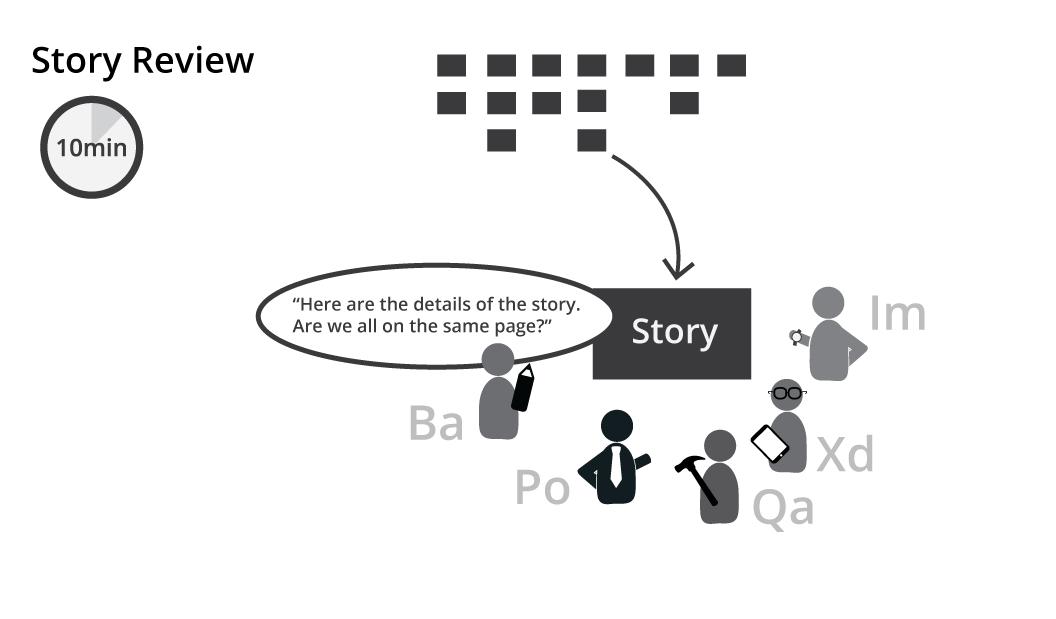 Story Review
10min
“Here are the details of the story.
Are we all on the same page?”
Story
Im
Ba
Xd
Po
Qa